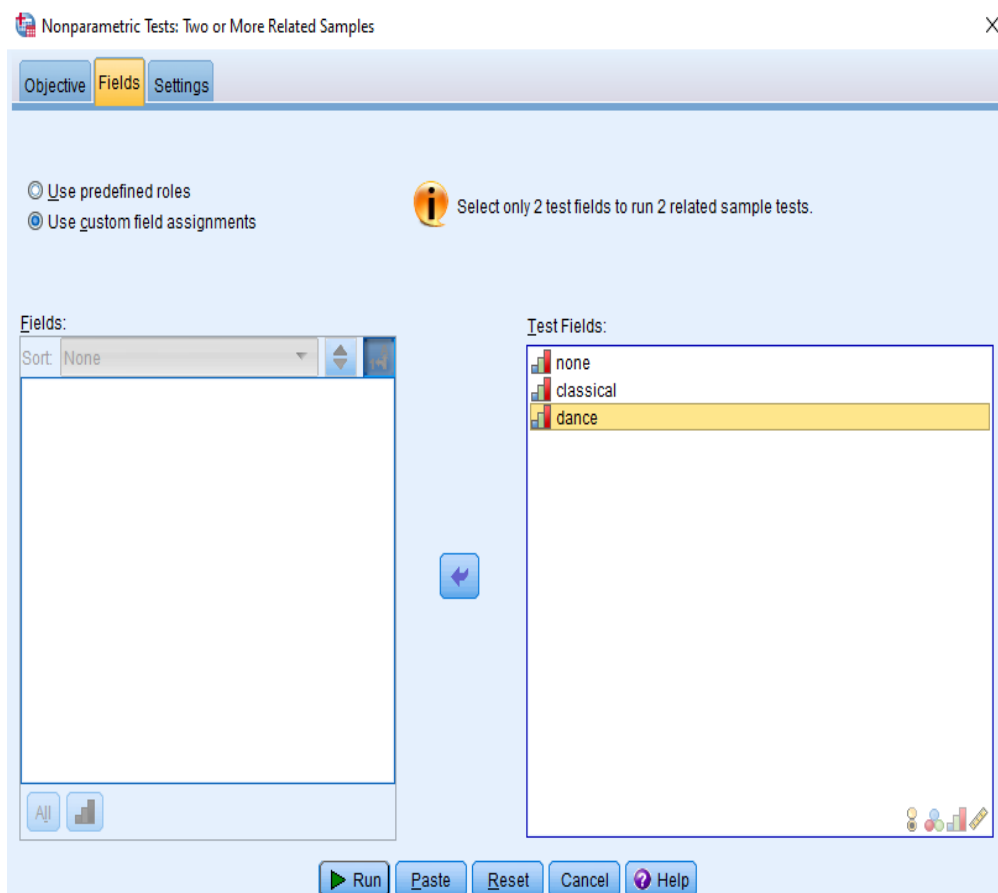 Nonparametric Tests: Two or More Related Samples
Objective Fields Settings
Use predefined roles
Use custom field assignments
Select only 2 test fields to run 2 related sample tests.
Fields:
Sort: None
All
Test Fields:
none
classical
dance
Run Paste Reset Cancel Help